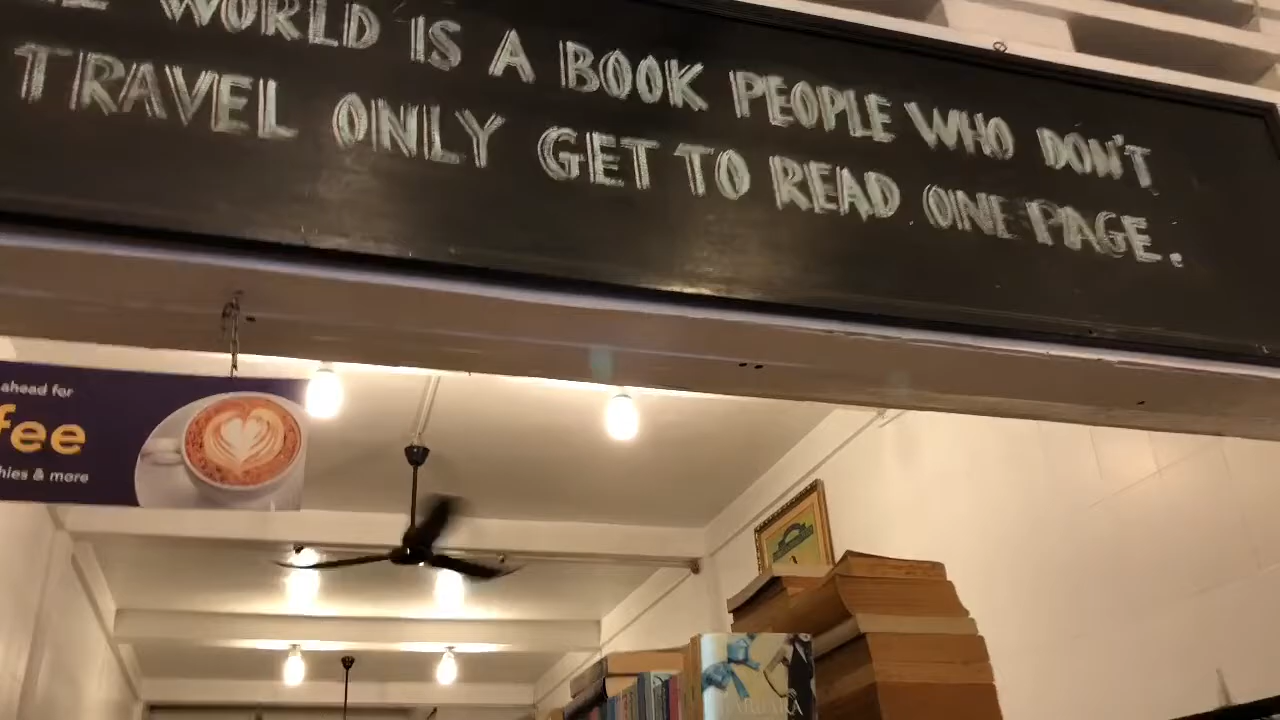 WORLD IS A BOOK PEOPLE WHO DON'T
TRAVEL ONLY GET TO READ ONE PAGE.
ahead for
fee
hies & more